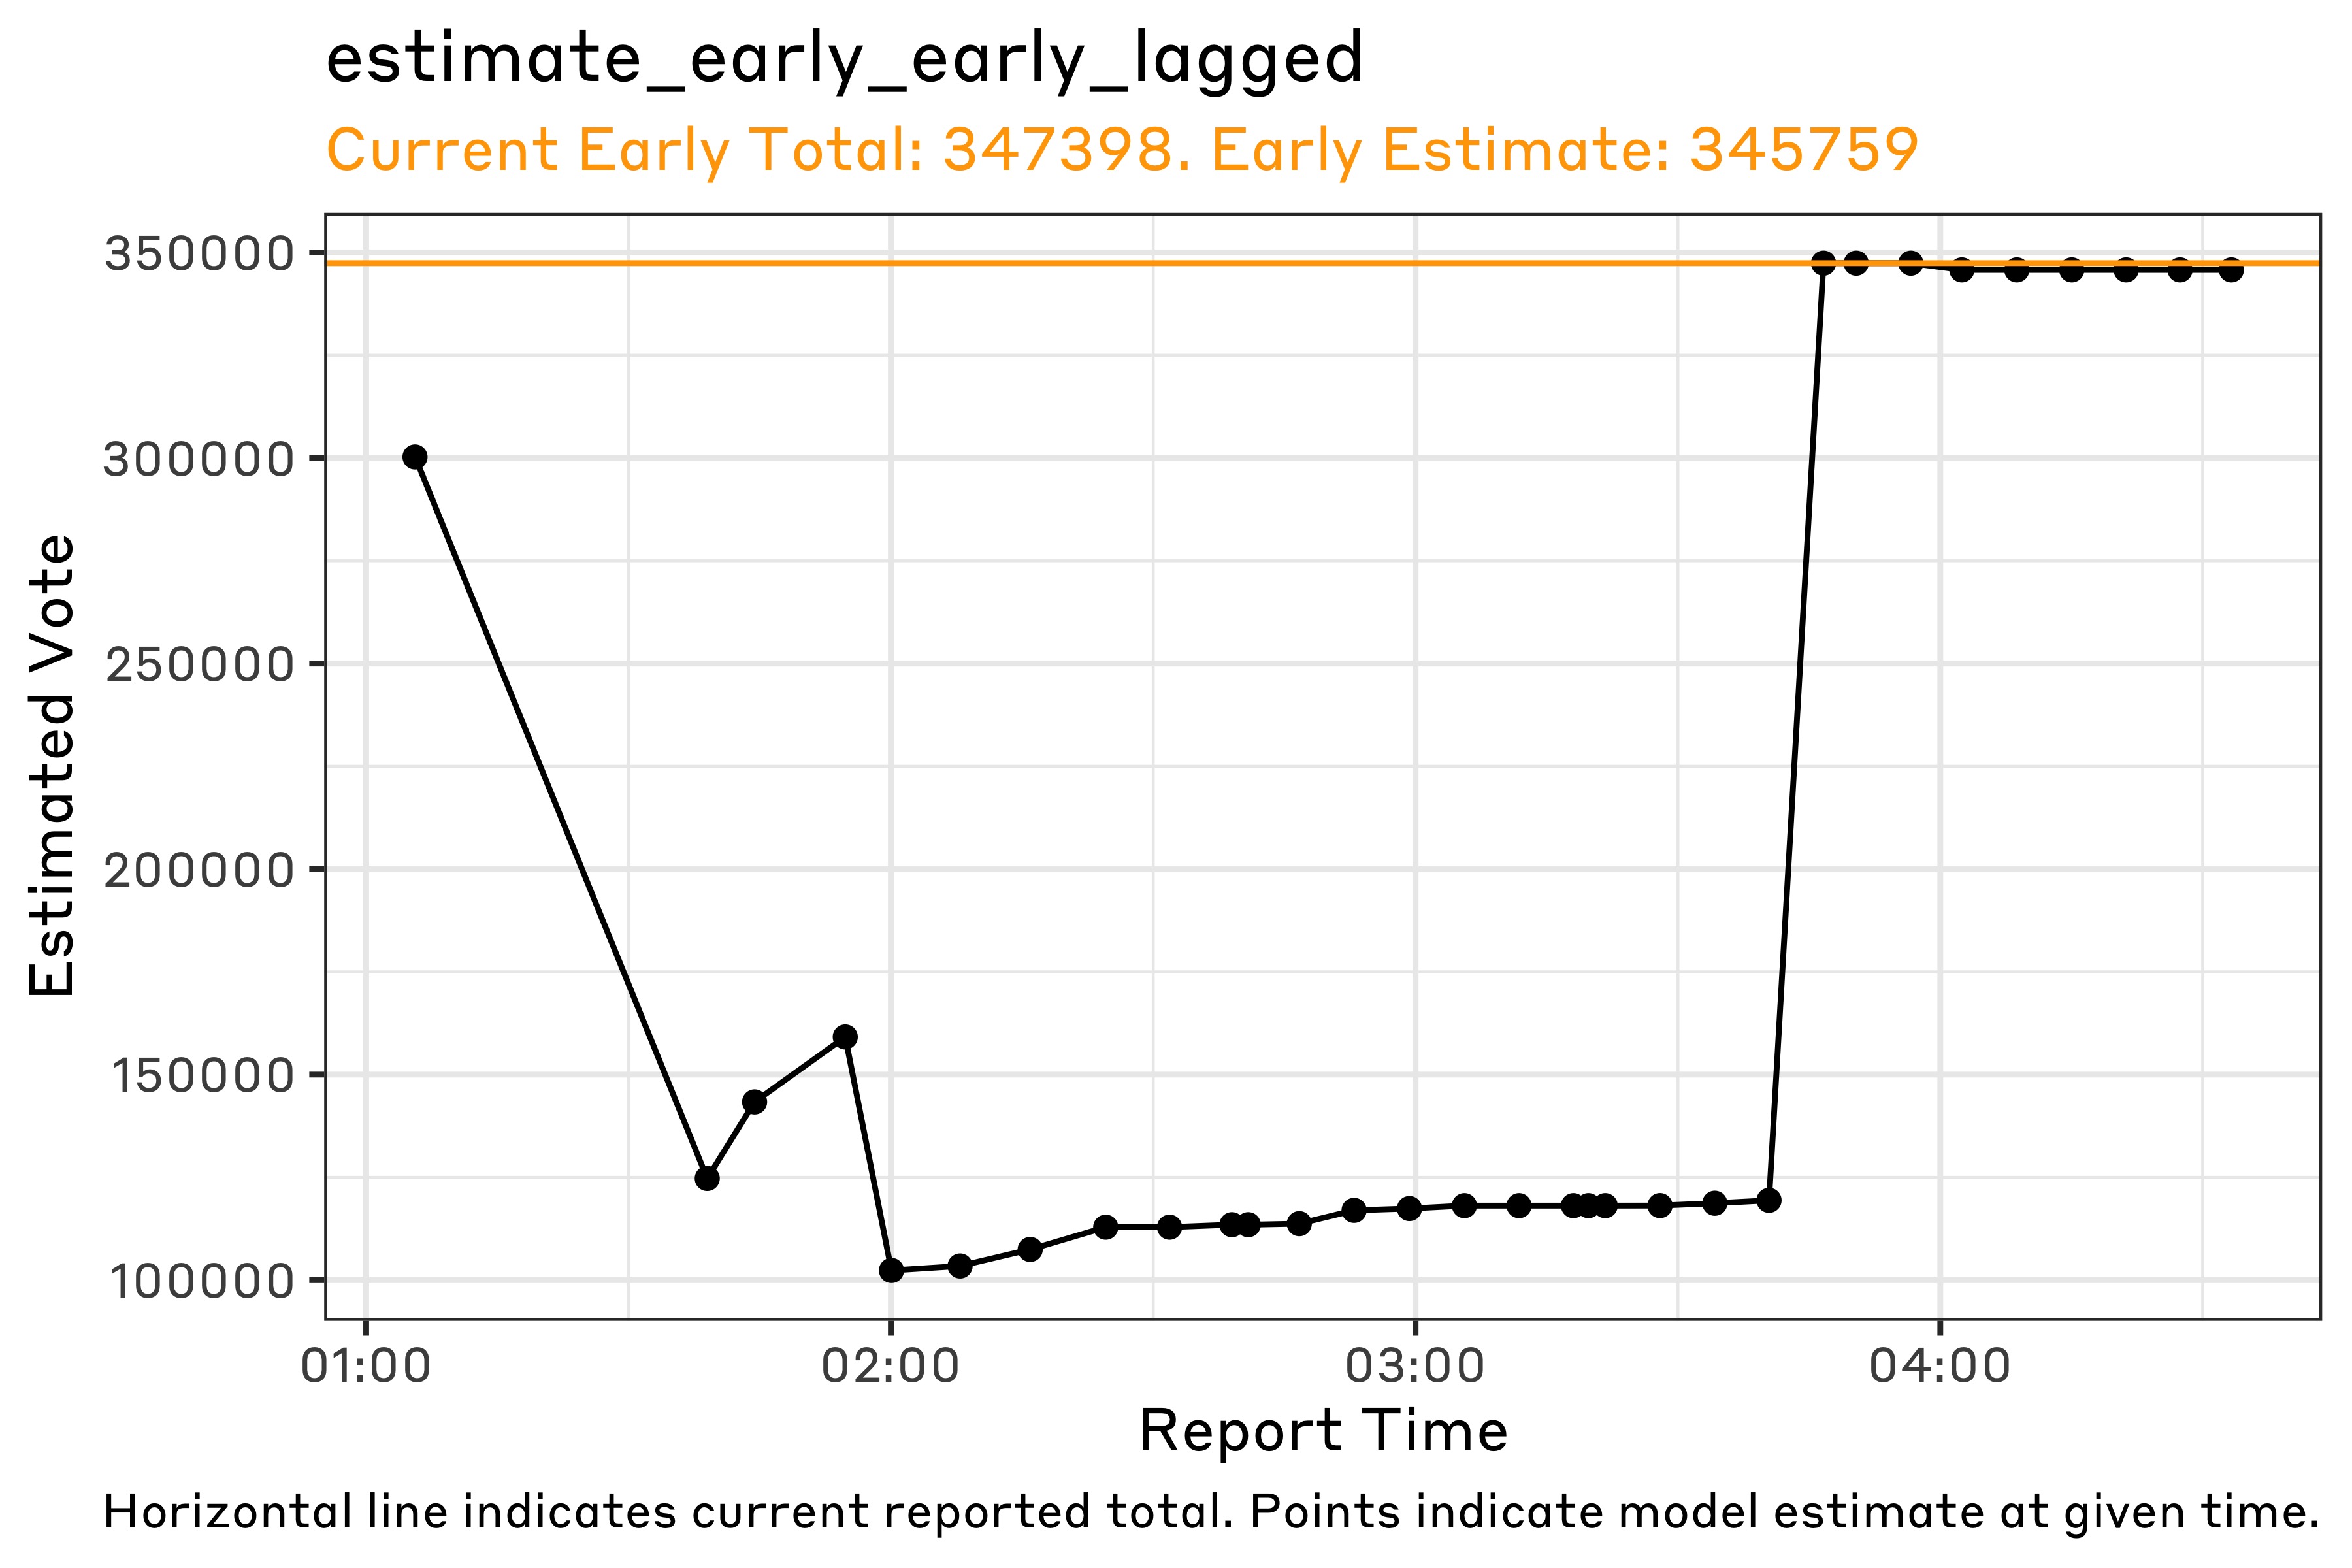 estimate_early_early_lagged
Current Early Total: 347398. Early Estimate: 345759
Estimated Vote
350000
300000
250000
200000
150000
100000
01:00 02:00 03:00 04:00
Report Time
Horizontal line indicates current reported total. Points indicate model estimate at given time.